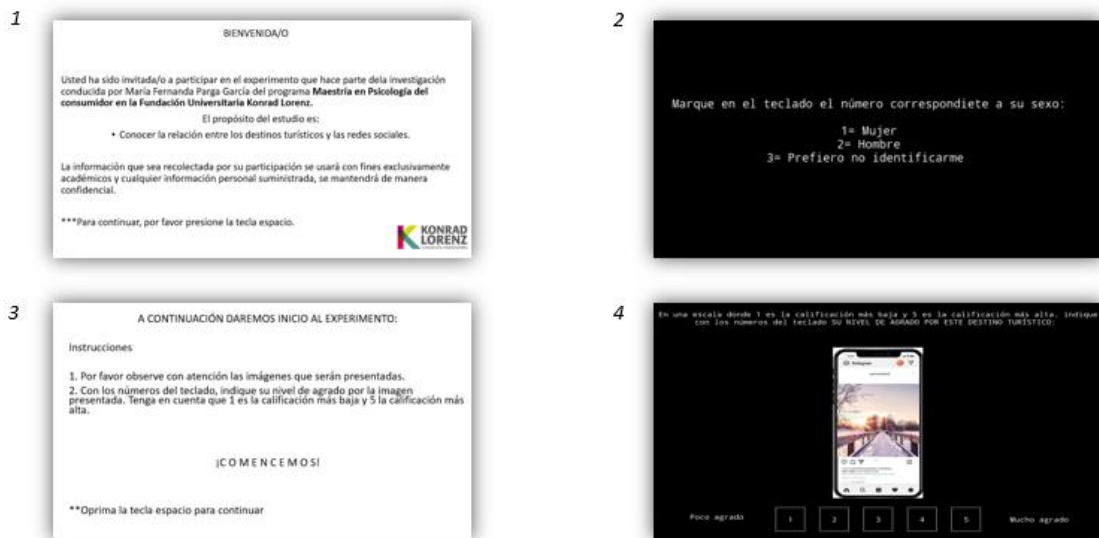 1
BIENVENIDA/O
Usted ha sido invitada/o a participar en el experimento que hace parte dela investigación
conducida por María Fernanda Parga García del programa Maestría en Psicología del
consumidor en la Fundación Universitaria Konrad Lorenz.
El propósito del estudio es:
• Conocer la relación entre los destinos turísticos y las redes sociales.
La información que sea recolectada por su participación se usará con fines exclusivamente
académicos y cualquier información personal suministrada, se mantendrá de manera
confidencial.
***Para continuar, por favor presione la tecla espacio.
KONRAD
LORENZ
2
Marque en el teclado el número correspondiete a su sexo:
1= Mujer
2= Hombre
3= Prefiero no identificarme
3
A CONTINUACIÓN DAREMOS INICIO AL EXPERIMENTO:
Instrucciones
1. Por favor observe con atención las imágenes que serán presentadas.
2. Con los números del teclado, indique su nivel de agrado por la imagen
presentada. Tenga en cuenta que 1 es la calificación más baja y 5 la calificación más
alta.
¡C O M E N C E M O S!
**Oprima la tecla espacio para continuar
4
En una escala donde 1 es la calificación más baja y 5 es la calificación más alta, indique
con los números del teclado SU NIVEL DE AGRADO POR ESTE DESTINO TURÍSTICO:
Instagram
Poco agrado 1 2 3 4 5 Mucho agrado